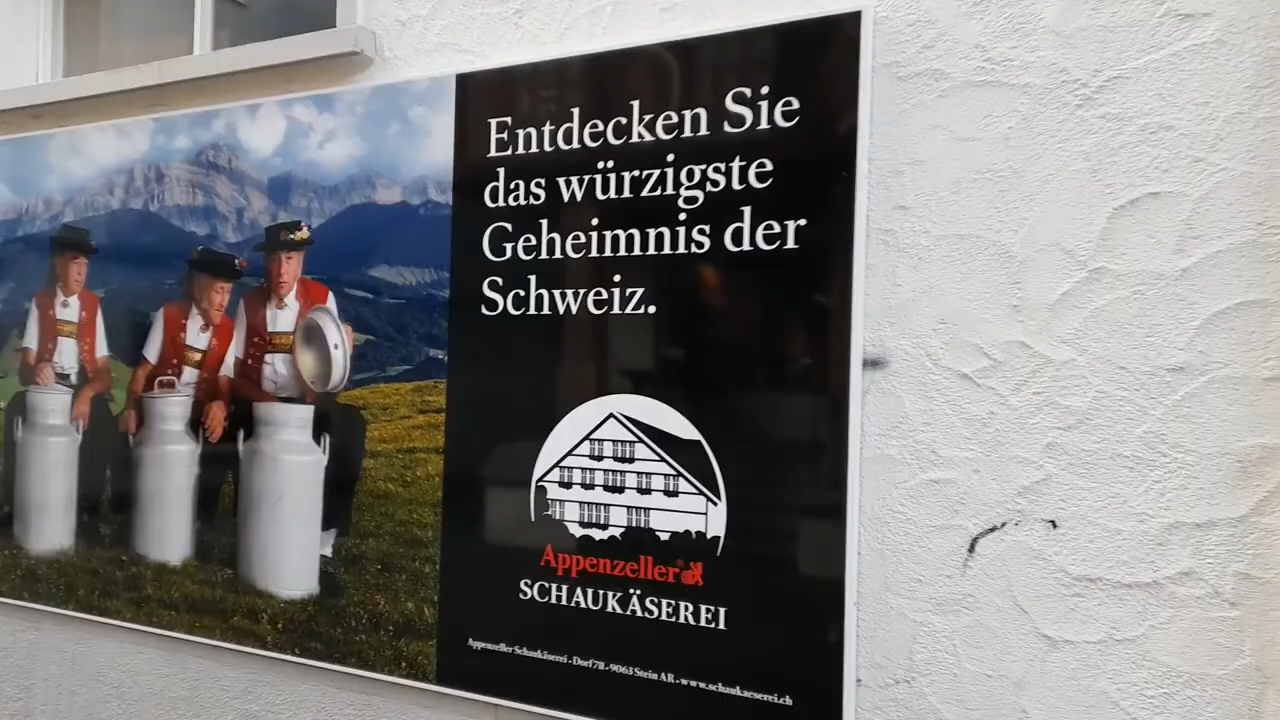 Entdecken Sie
das würzigste
Geheimnis der
Schweiz.
Appenzeller®
SCHAUKÄSEREI
Appenzeller Schaukäserei • Dorf 711 • 9063 Stein AR • www.schaukaeserei.ch